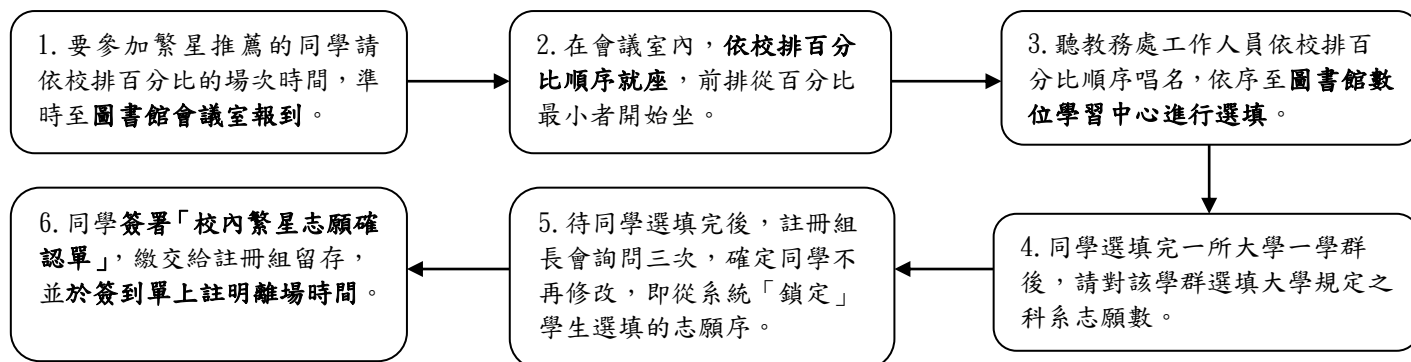 1.要參加繁星推薦的同學請
依校排百分比的場次時間，準
時至圖書館會議室報到。
2.在會議室內，依校排百分
比順序就座，前排從百分比
最小者開始坐。
3.聽教務處工作人員依校排百
分比順序唱名，依序至圖書館數
位學習中心進行選填。
4.同學選填完一所大學一學群
後，請對該學群選填大學規定之
科系志願數。
5.待同學選填完後，註冊組
長會詢問三次，確定同學不
再修改，即從系統「鎖定」
學生選填的志願序。
6.同學簽署「校內繁星志願確
認單」，繳交給註冊組留存，
並於簽到單上註明離場時間。